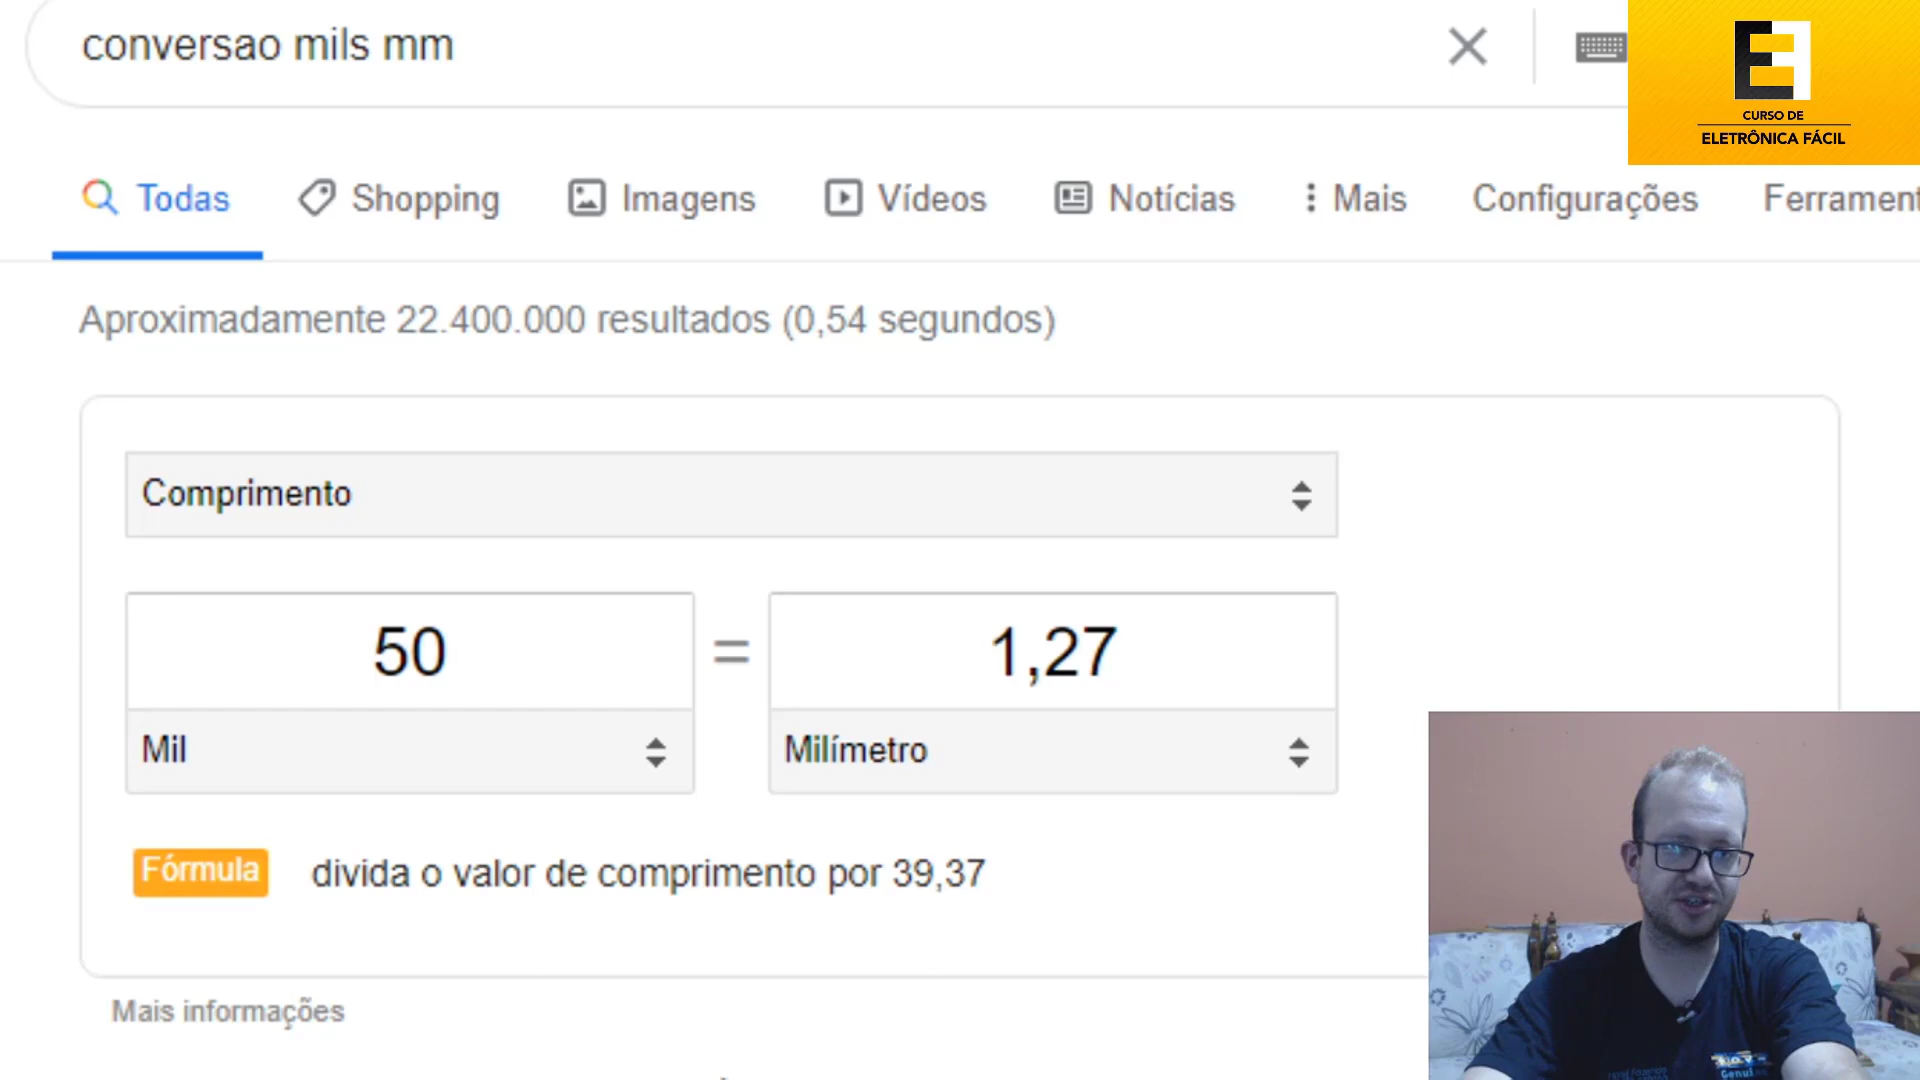 conversao mils mm
CURSO DE
ELETRÔNICA FÁCIL
Todas Shopping Imagens Vídeos Notícias Mais Configurações Ferrament
Aproximadamente 22.400.000 resultados (0,54 segundos)
Comprimento
50 = 1,27
Mil Milímetro
Fórmula divida o valor de comprimento por 39,37
Mais informações